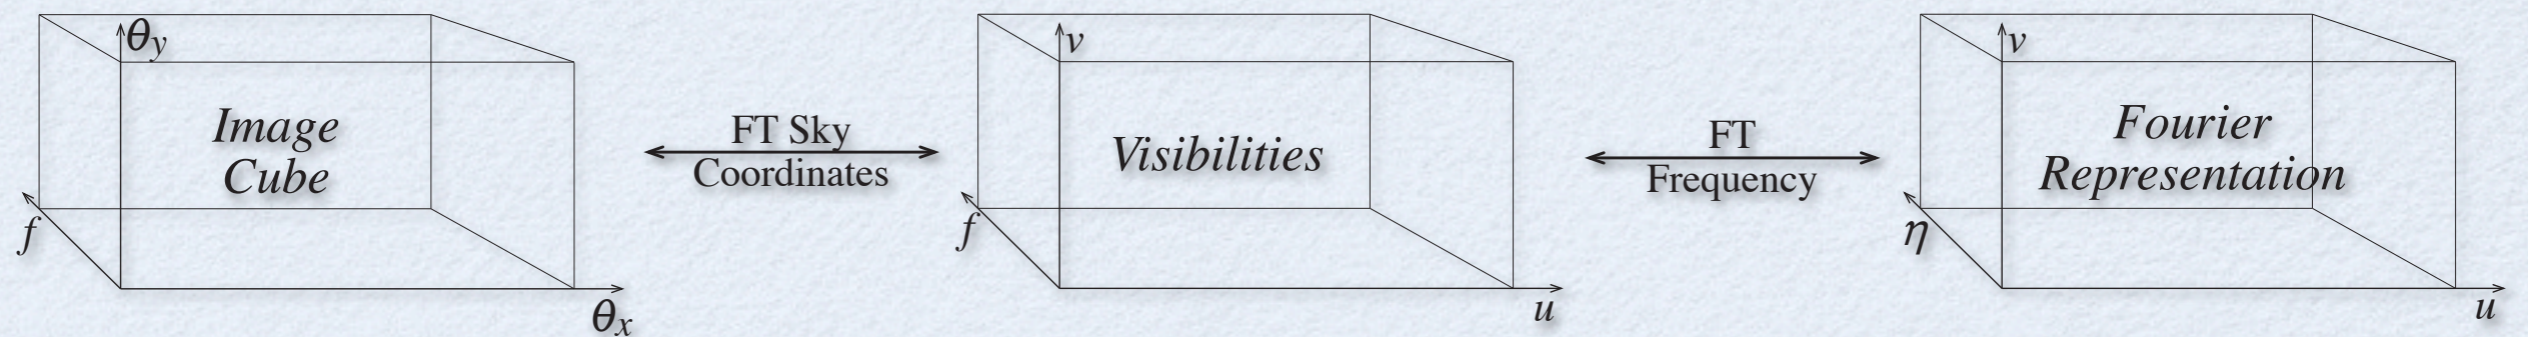 θy
Image
Cube
f
θx
FT Sky
Coordinates
v
Visibilities
f
u
FT
Frequency
v
Fourier
Representation
η
u